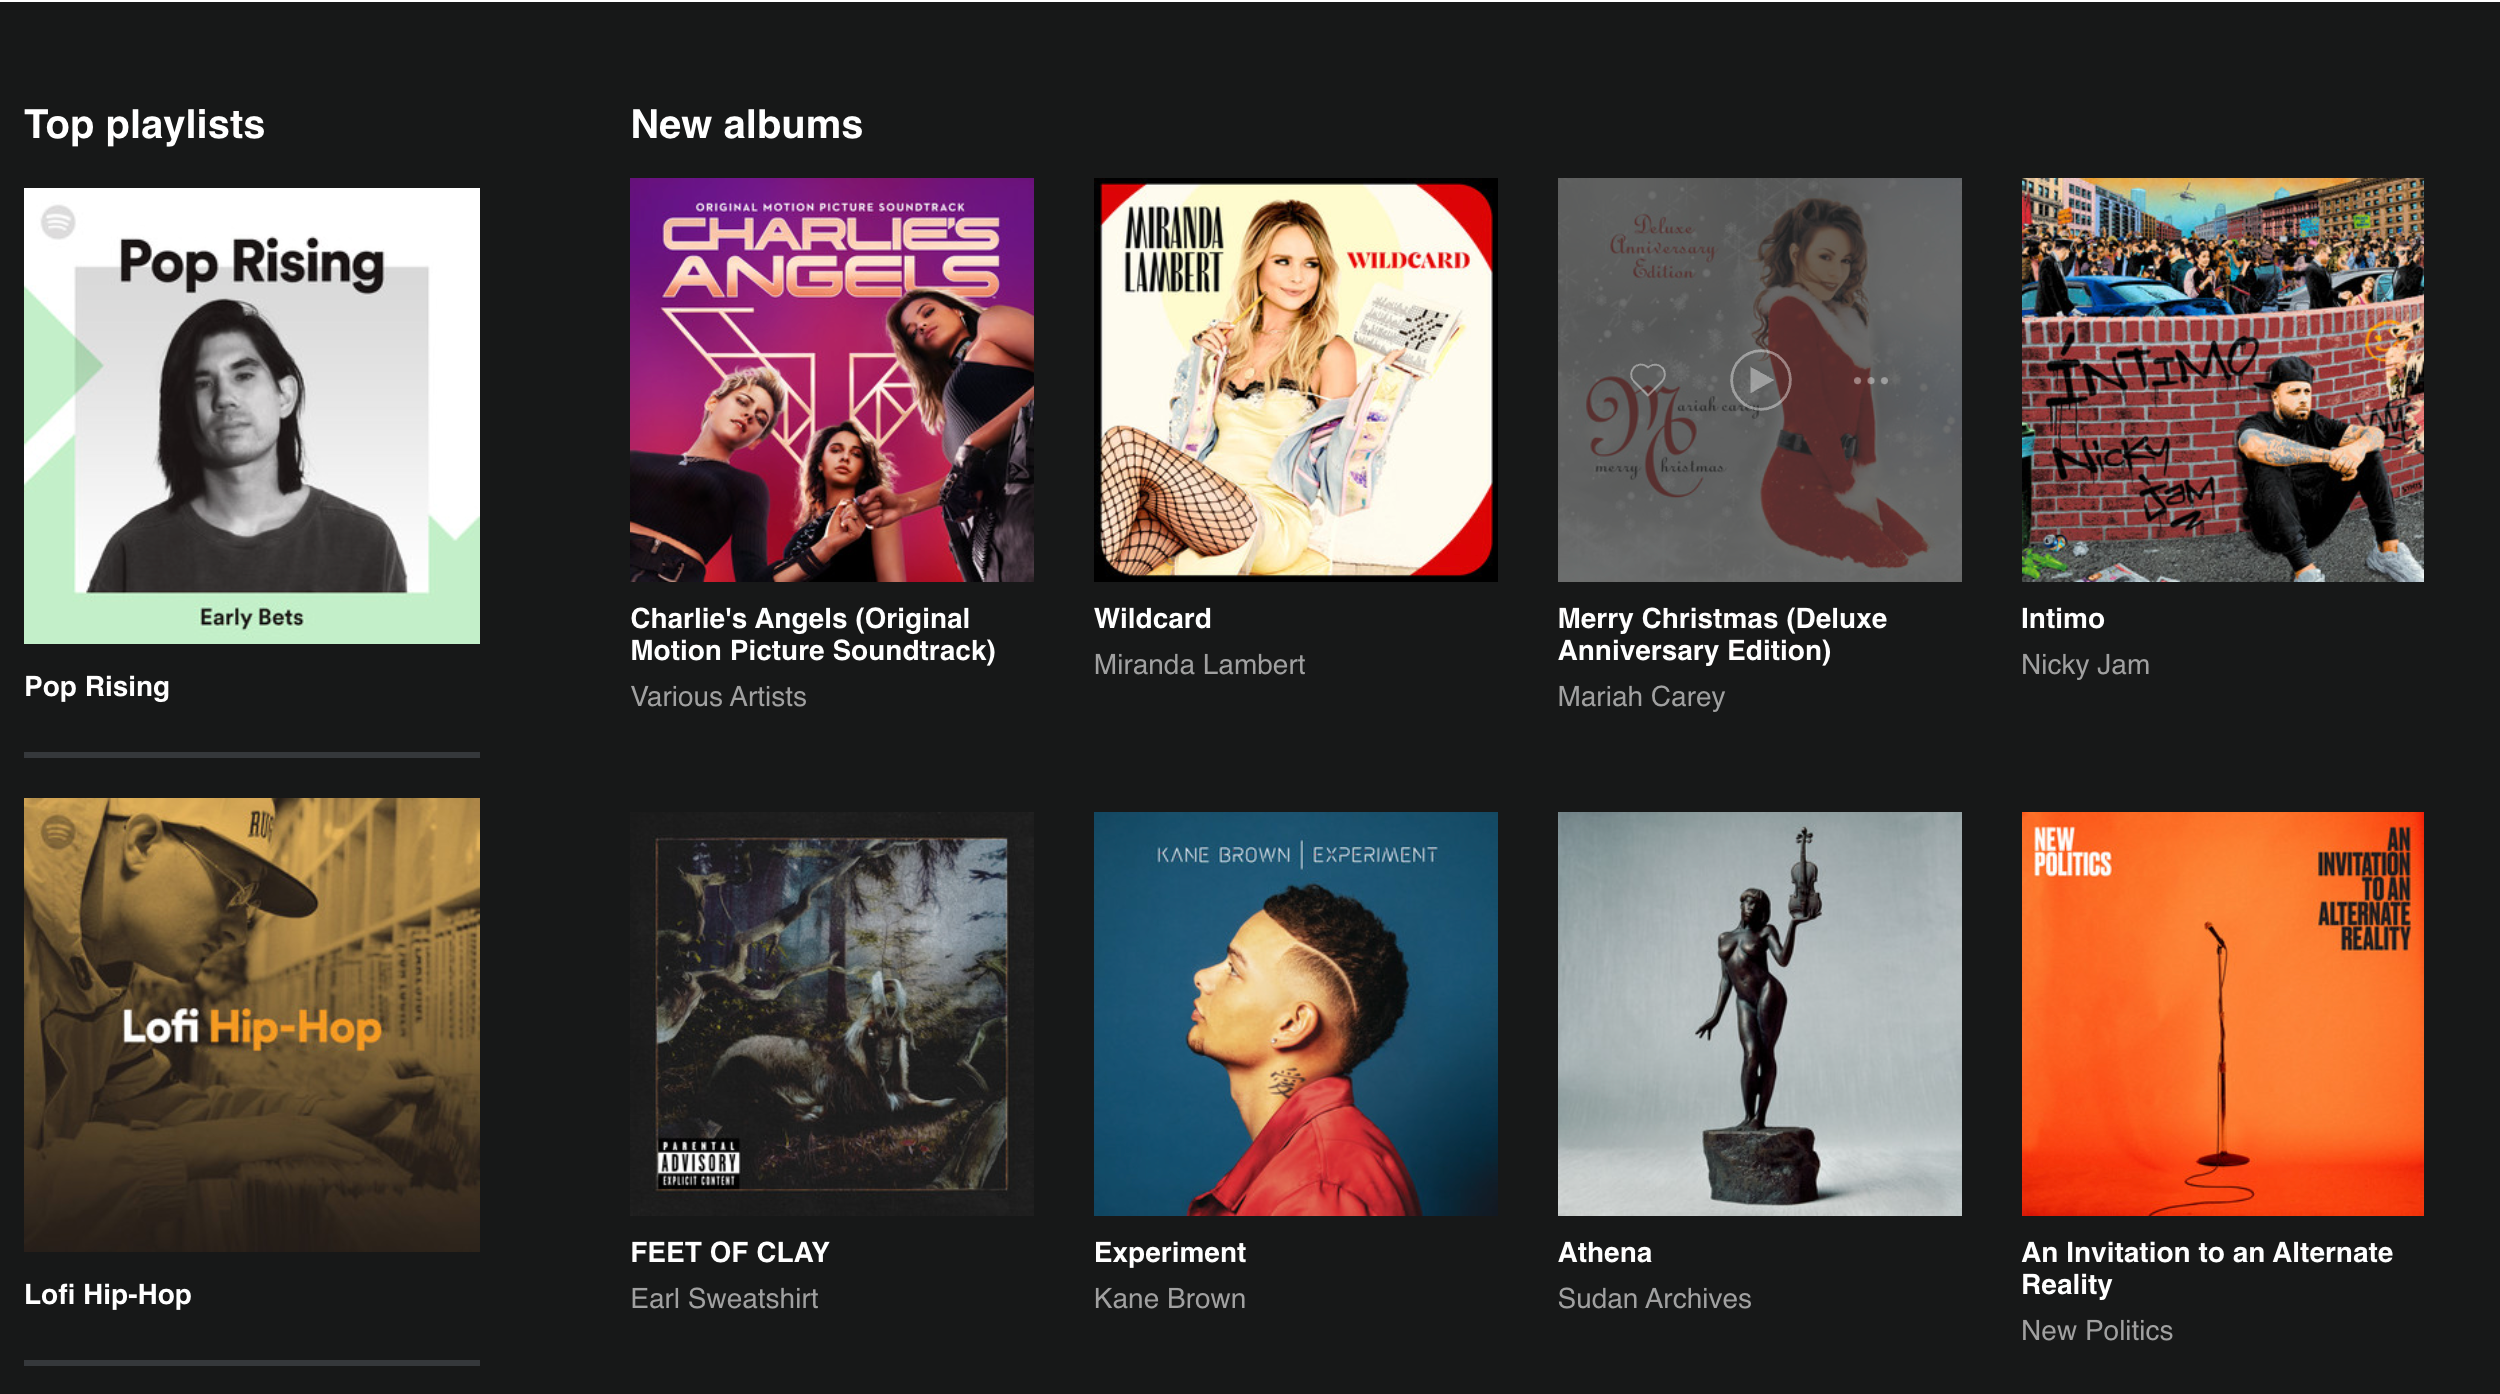 Top playlists
New albums
Pop Rising
Early Bets
Pop Rising
RUG
Lofi Hip-Hop
Lofi Hip-Hop
ORIGINAL MOTION PICTURE SOUNDTRACK
CHARLIE'S
ANGELS
Charlie's Angels (Original
Motion Picture Soundtrack)
Various Artists
MIRANDA
LAMBERT
WILDCARD
Wildcard
Miranda Lambert
Deluxe
Anniversary
Edition
MC
mariah carey
merry Christmas
Merry Christmas (Deluxe
Anniversary Edition)
Mariah Carey
ÍNTIMO
Nicky
Jam
Intimo
Nicky Jam
PARENTAL
ADVISORY
EXPLICIT CONTENT
FEET OF CLAY
Earl Sweatshirt
KANE BROWN | EXPERIMENT
愛
Experiment
Kane Brown
Athena
Sudan Archives
NEW
POLITICS
AN
INVITATION
TO AN
ALTERNATE
REALITY
An Invitation to an Alternate
Reality
New Politics